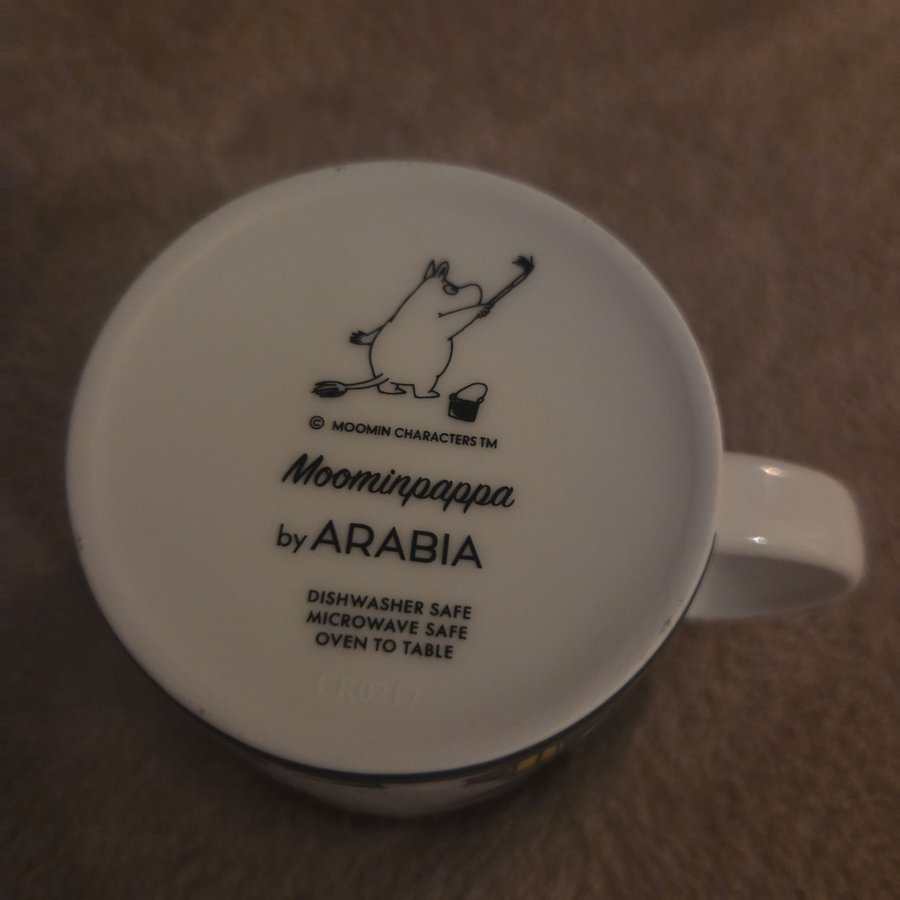 © MOOMIN CHARACTERS TM
Moominpappa
by ARABIA
DISHWASHER SAFE
MICROWAVE SAFE
OVEN TO TABLE